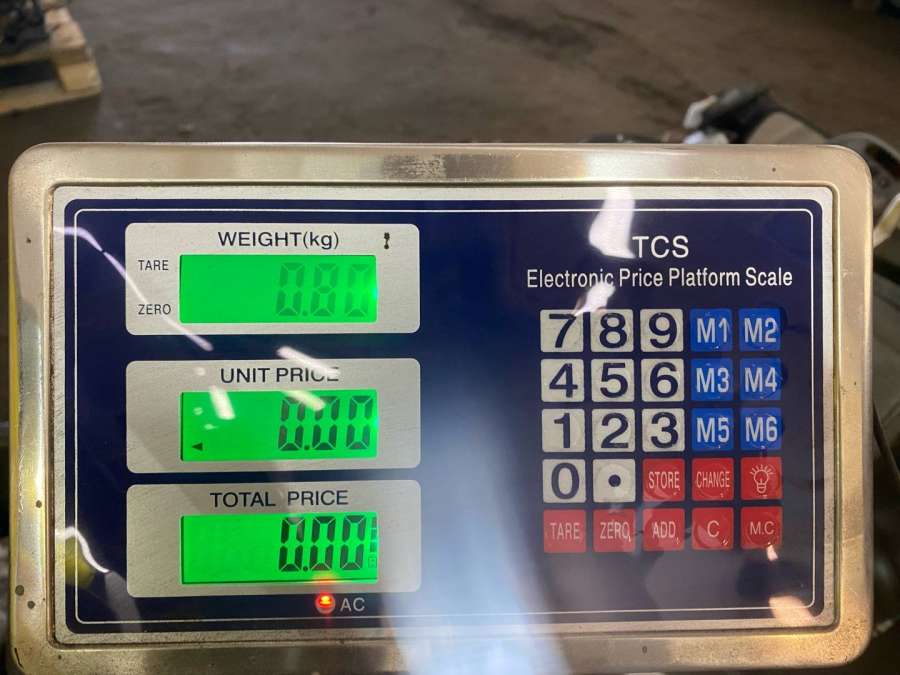 WEIGHT(kg)
TARE
0.80
ZERO
UNIT PRICE
0.00
TOTAL PRICE
0.00
AC
TCS
Electronic Price Platform Scale
7 8 9 M1 M2
4 5 6 M3 M4
1 2 3 M5 M6
0 . STORE CHANGE
TARE ZERO ADD C M.C